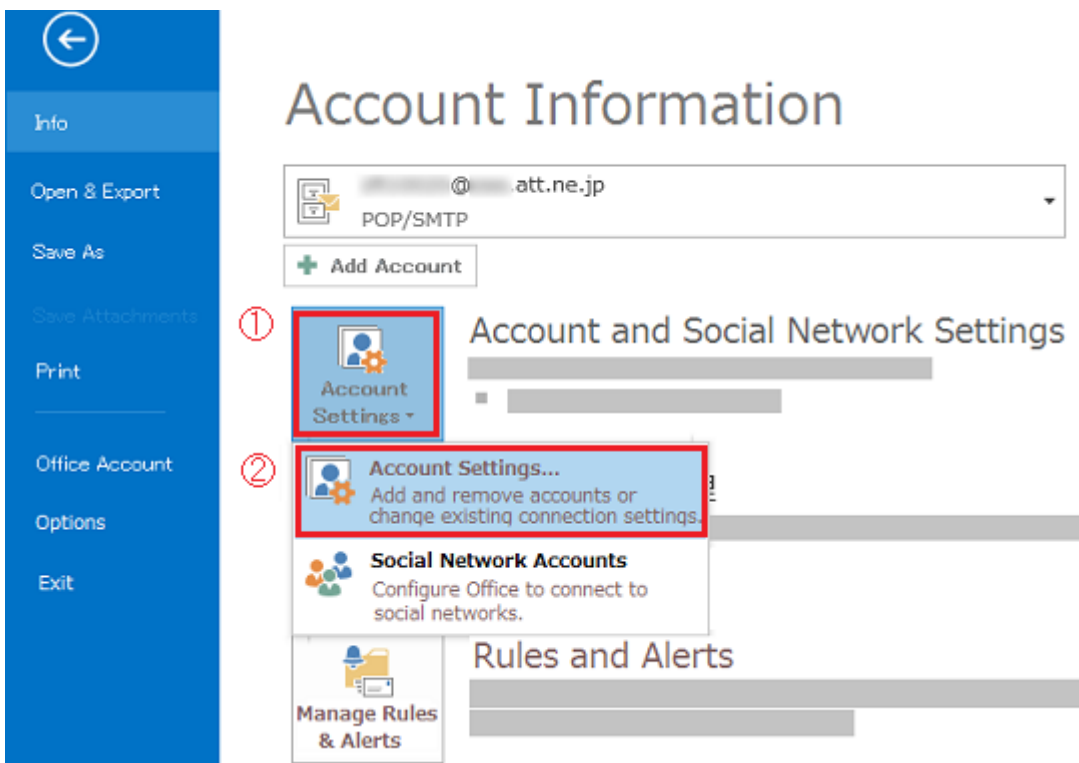 Info
Open & Export
Save As
Save Attachments
Print
Office Account
Options
Exit
Account Information
@ .att.ne.jp
POP/SMTP
Add Account
①
Account
Settings
Account and Social Network Settings
②
Account Settings...
Add and remove accounts or
change existing connection settings.
Social Network Accounts
Configure Office to connect to
social networks.
Manage Rules
& Alerts
Rules and Alerts